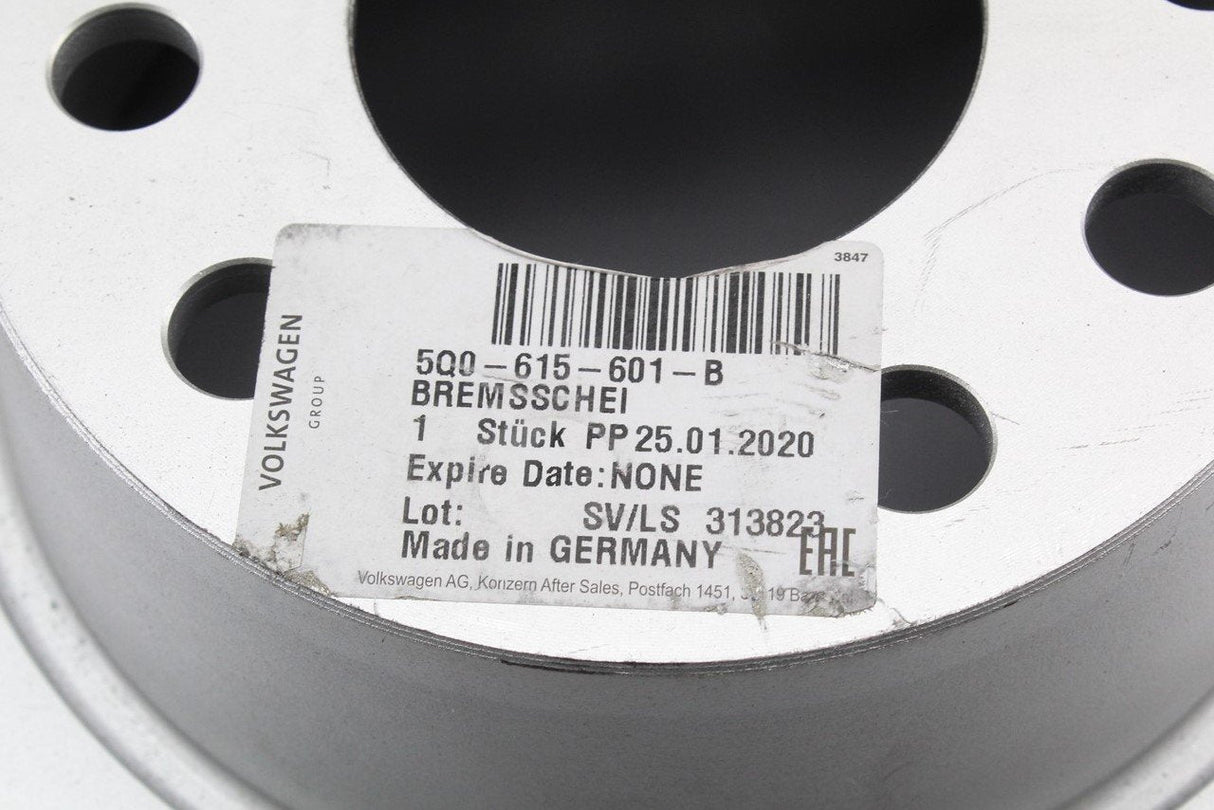 3847
VOLKSWAGEN
GROUP
5Q0-615-601-B
BREMSSCHEI
1 Stück PP 25.01.2020
Expire Date:NONE
Lot: SV/LS 313823
Made in GERMANY
EAC
Volkswagen AG, Konzern After Sales, Postfach 1451,